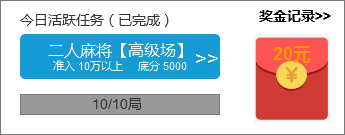 今日活跃任务（已完成）
奖金记录>>
二人麻将【高级场】
准入 10万以上 底分 5000
>>
20元
¥
10/10局